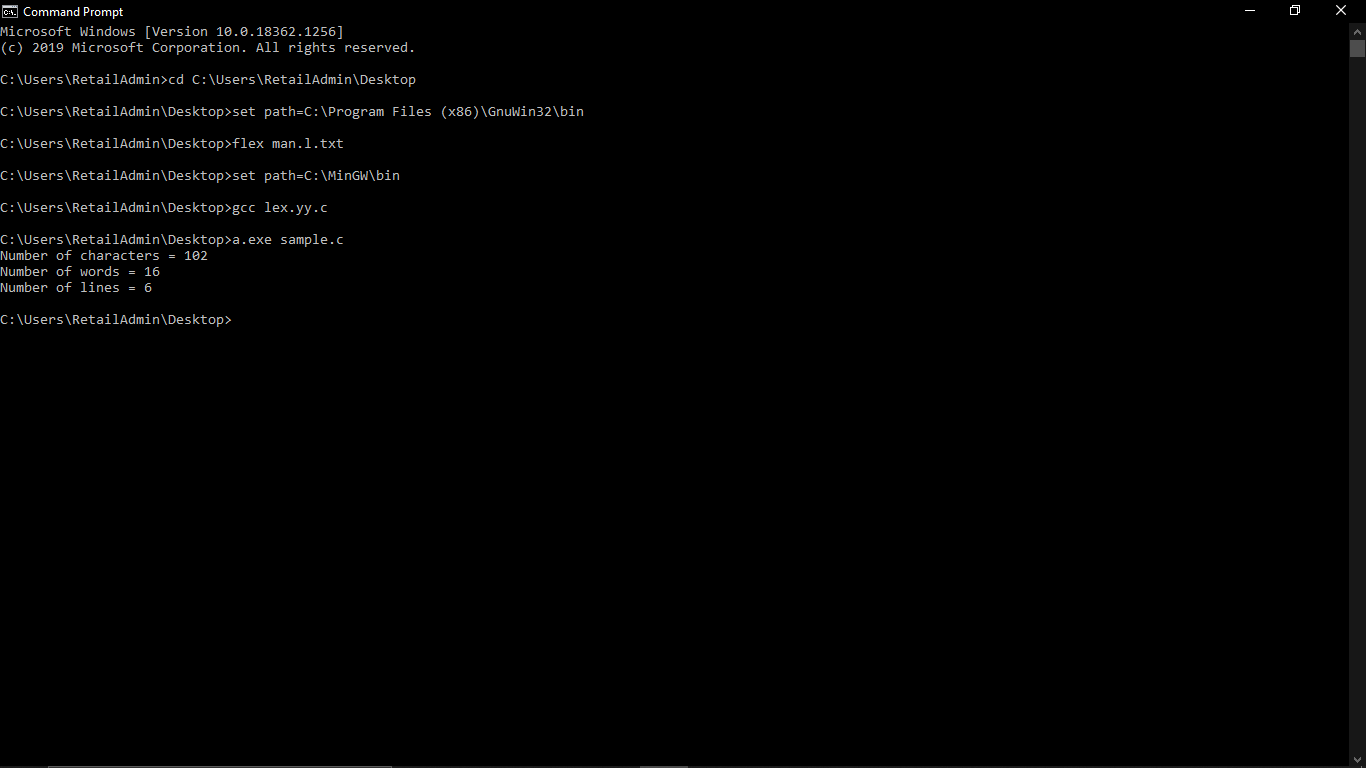 Command Prompt
Microsoft Windows [Version 10.0.18362.1256]
(c) 2019 Microsoft Corporation. All rights reserved.
C:\Users\RetailAdmin>cd C:\Users\RetailAdmin\Desktop
C:\Users\RetailAdmin\Desktop>set path=C:\Program Files (x86)\GnuWin32\bin
C:\Users\RetailAdmin\Desktop>flex man.l.txt
C:\Users\RetailAdmin\Desktop>set path=C:\MinGW\bin
C:\Users\RetailAdmin\Desktop>gcc lex.yy.c
C:\Users\RetailAdmin\Desktop>a.exe sample.c
Number of characters = 102
Number of words = 16
Number of lines = 6
C:\Users\RetailAdmin\Desktop>